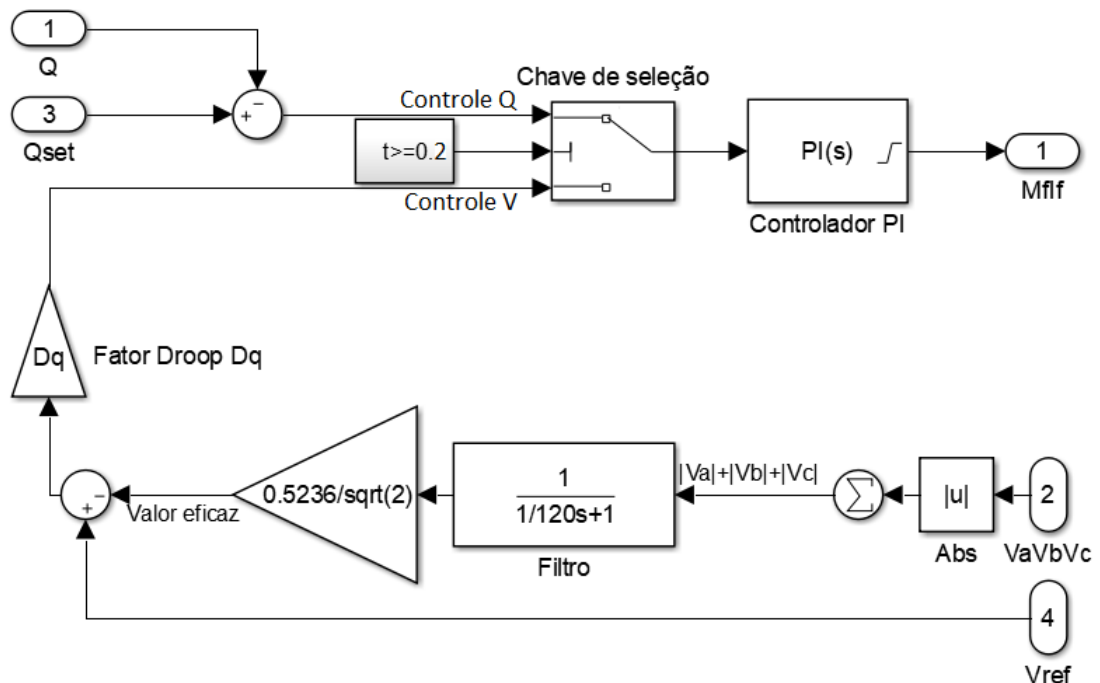 1
Q
3
Qset
+
−
Controle Q
Chave de seleção
t>=0.2
Controle V
PI(s)
Controlador PI
1
MfIf
Dq
Fator Droop Dq
+
−
Valor eficaz
0.5236/sqrt(2)
1
1/120s+1
Filtro
|Va|+|Vb|+|Vc|
Σ
|u|
Abs
2
VaVbVc
4
Vref